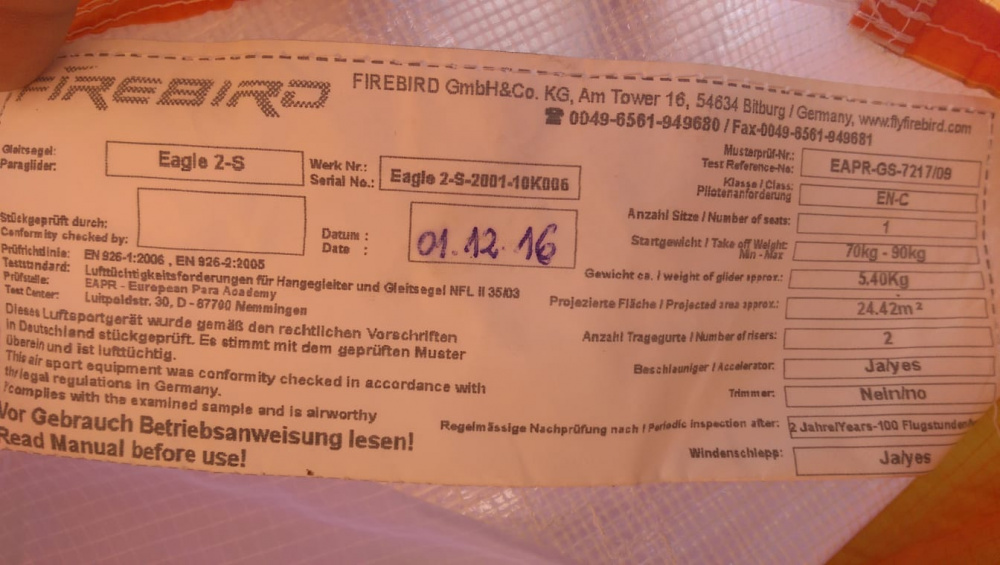 FIREBIRD
FIREBIRD GmbH&Co. KG, Am Tower 16, 54634 Bitburg / Germany, www.flyfirebird.com
☎ 0049-6561-949680 / Fax-0049-6561-949681
Gleitsegel:
Paraglider:
Eagle 2-S
Werk Nr.:
Serial No.:
Eagle 2-S-2001-10K006
Stückgeprüft durch:
Conformity checked by:
Datum :
Date :
01.12.16
Prüfrichtlinie: EN 926-1:2006 , EN 926-2:2005
Teststandard: Lufttüchtigkeitsforderungen für Hangegleiter und Gleitsegel NFL II 35/03
Prüfstelle: EAPR - European Para Academy
Test Center: Luitpoldstr. 30, D - 87700 Memmingen
Dieses Luftsportgerät wurde gemäß den rechtlichen Vorschriften
in Deutschland stückgeprüft. Es stimmt mit dem geprüften Muster
überein und ist lufttüchtig.
This air sport equipment was conformity checked in accordance with
the legal regulations in Germany.
complies with the examined sample and is airworthy
Vor Gebrauch Betriebsanweisung lesen!
Read Manual before use!
Musterprüf-Nr.:
Test Reference-No:
EAPR-GS-7217/09
Klasse / Class:
Pilotenanforderung
EN-C
Anzahl Sitze / Number of seats:
1
Startgewicht / Take off Weight:
Min - Max
70kg - 90kg
Gewicht ca. / weight of glider approx.:
5.40Kg
Projezierte Fläche / Projected area approx.:
24.42m²
Anzahl Tragegurte / Number of risers:
2
Beschleuniger / Accelerator:
Ja/yes
Trimmer:
Nein/no
Regelmässige Nachprüfung nach / Periodic inspection after:
2 Jahre/Years-100 Flugstunden
Windenschlepp:
Ja/yes